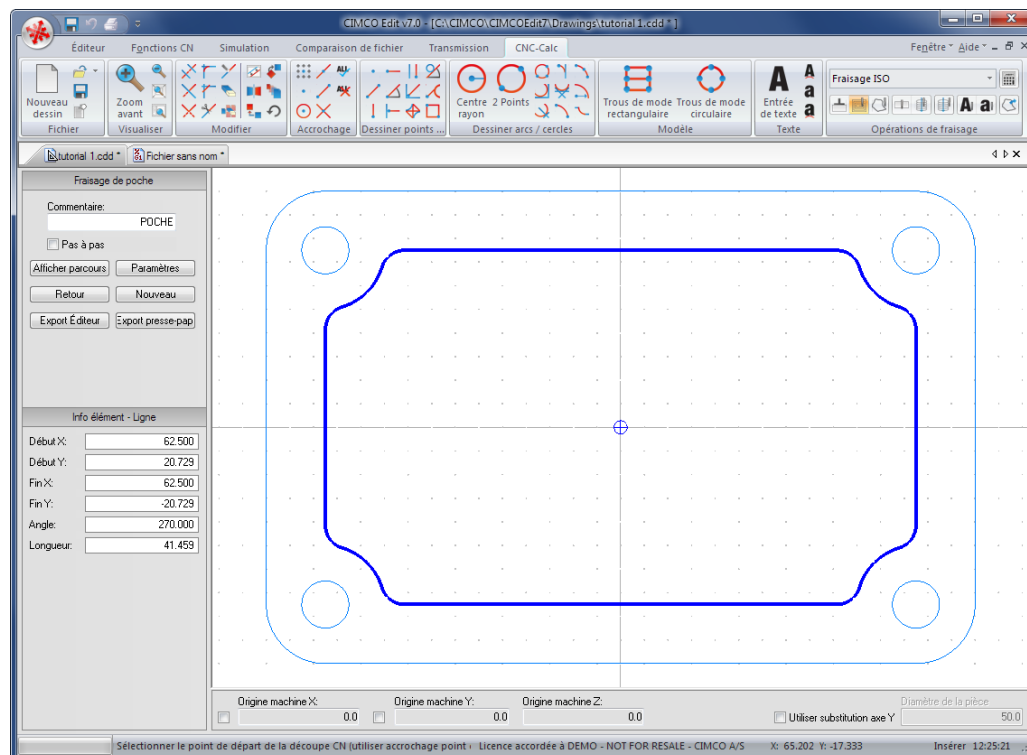 CIMCO Edit v7.0 - [C:\CIMCO\CIMCOEdit7\Drawings\tutorial 1.cdd * ]
Éditeur Fonctions CN Simulation Comparaison de fichier Transmission CNC-Calc Fenêtre Aide
Nouveau dessin
Zoom avant
Centre rayon
2 Points
Trous de mode rectangulaire
Trous de mode circulaire
Entrée de texte
Fraisage ISO
Fichier Visualiser Modifier Accrochage Dessiner points ... Dessiner arcs / cercles Modèle Texte Opérations de fraisage
tutorial 1.cdd * Fichier sans nom *
Fraisage de poche
Commentaire:
POCHE
Pas à pas
Afficher parcours Paramètres
Retour Nouveau
Export Éditeur Export presse-pap
Info élément - Ligne
Début X: 62.500
Début Y: 20.729
Fin X: 62.500
Fin Y: -20.729
Angle: 270.000
Longueur: 41.459
Origine machine X: Origine machine Y: Origine machine Z: Diamètre de la pièce
0.0 0.0 0.0 Utiliser substitution axe Y 50.0
Sélectionner le point de départ de la découpe CN (utiliser accrochage point Licence accordée à DEMO - NOT FOR RESALE - CIMCO A/S X: 65.202 Y: -17.333 Insérer 12:25:21